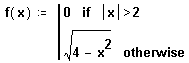 f(x) := | 0 if |x|>2
| √(4 − x²) otherwise